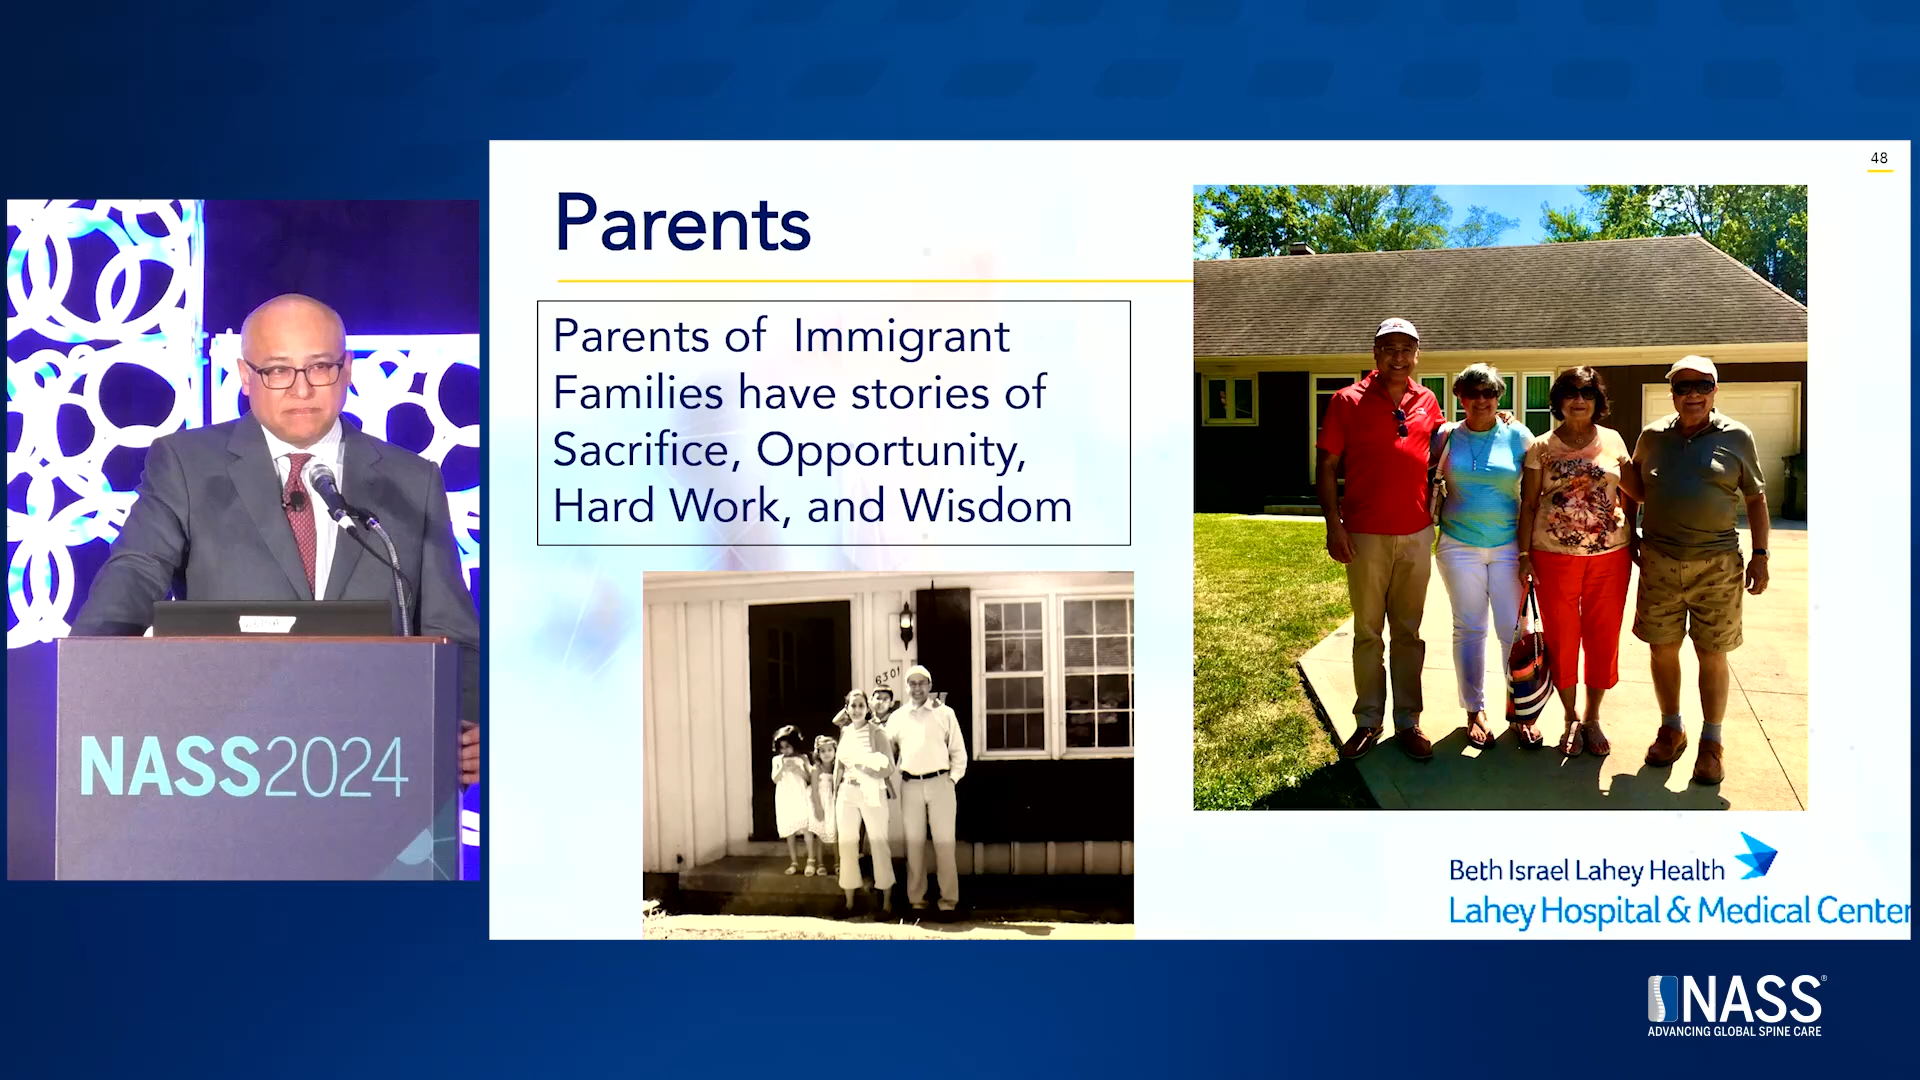 48
Parents
Parents of Immigrant
Families have stories of
Sacrifice, Opportunity,
Hard Work, and Wisdom
6301
NASS2024
Beth Israel Lahey Health
Lahey Hospital & Medical Center
NASS®
ADVANCING GLOBAL SPINE CARE